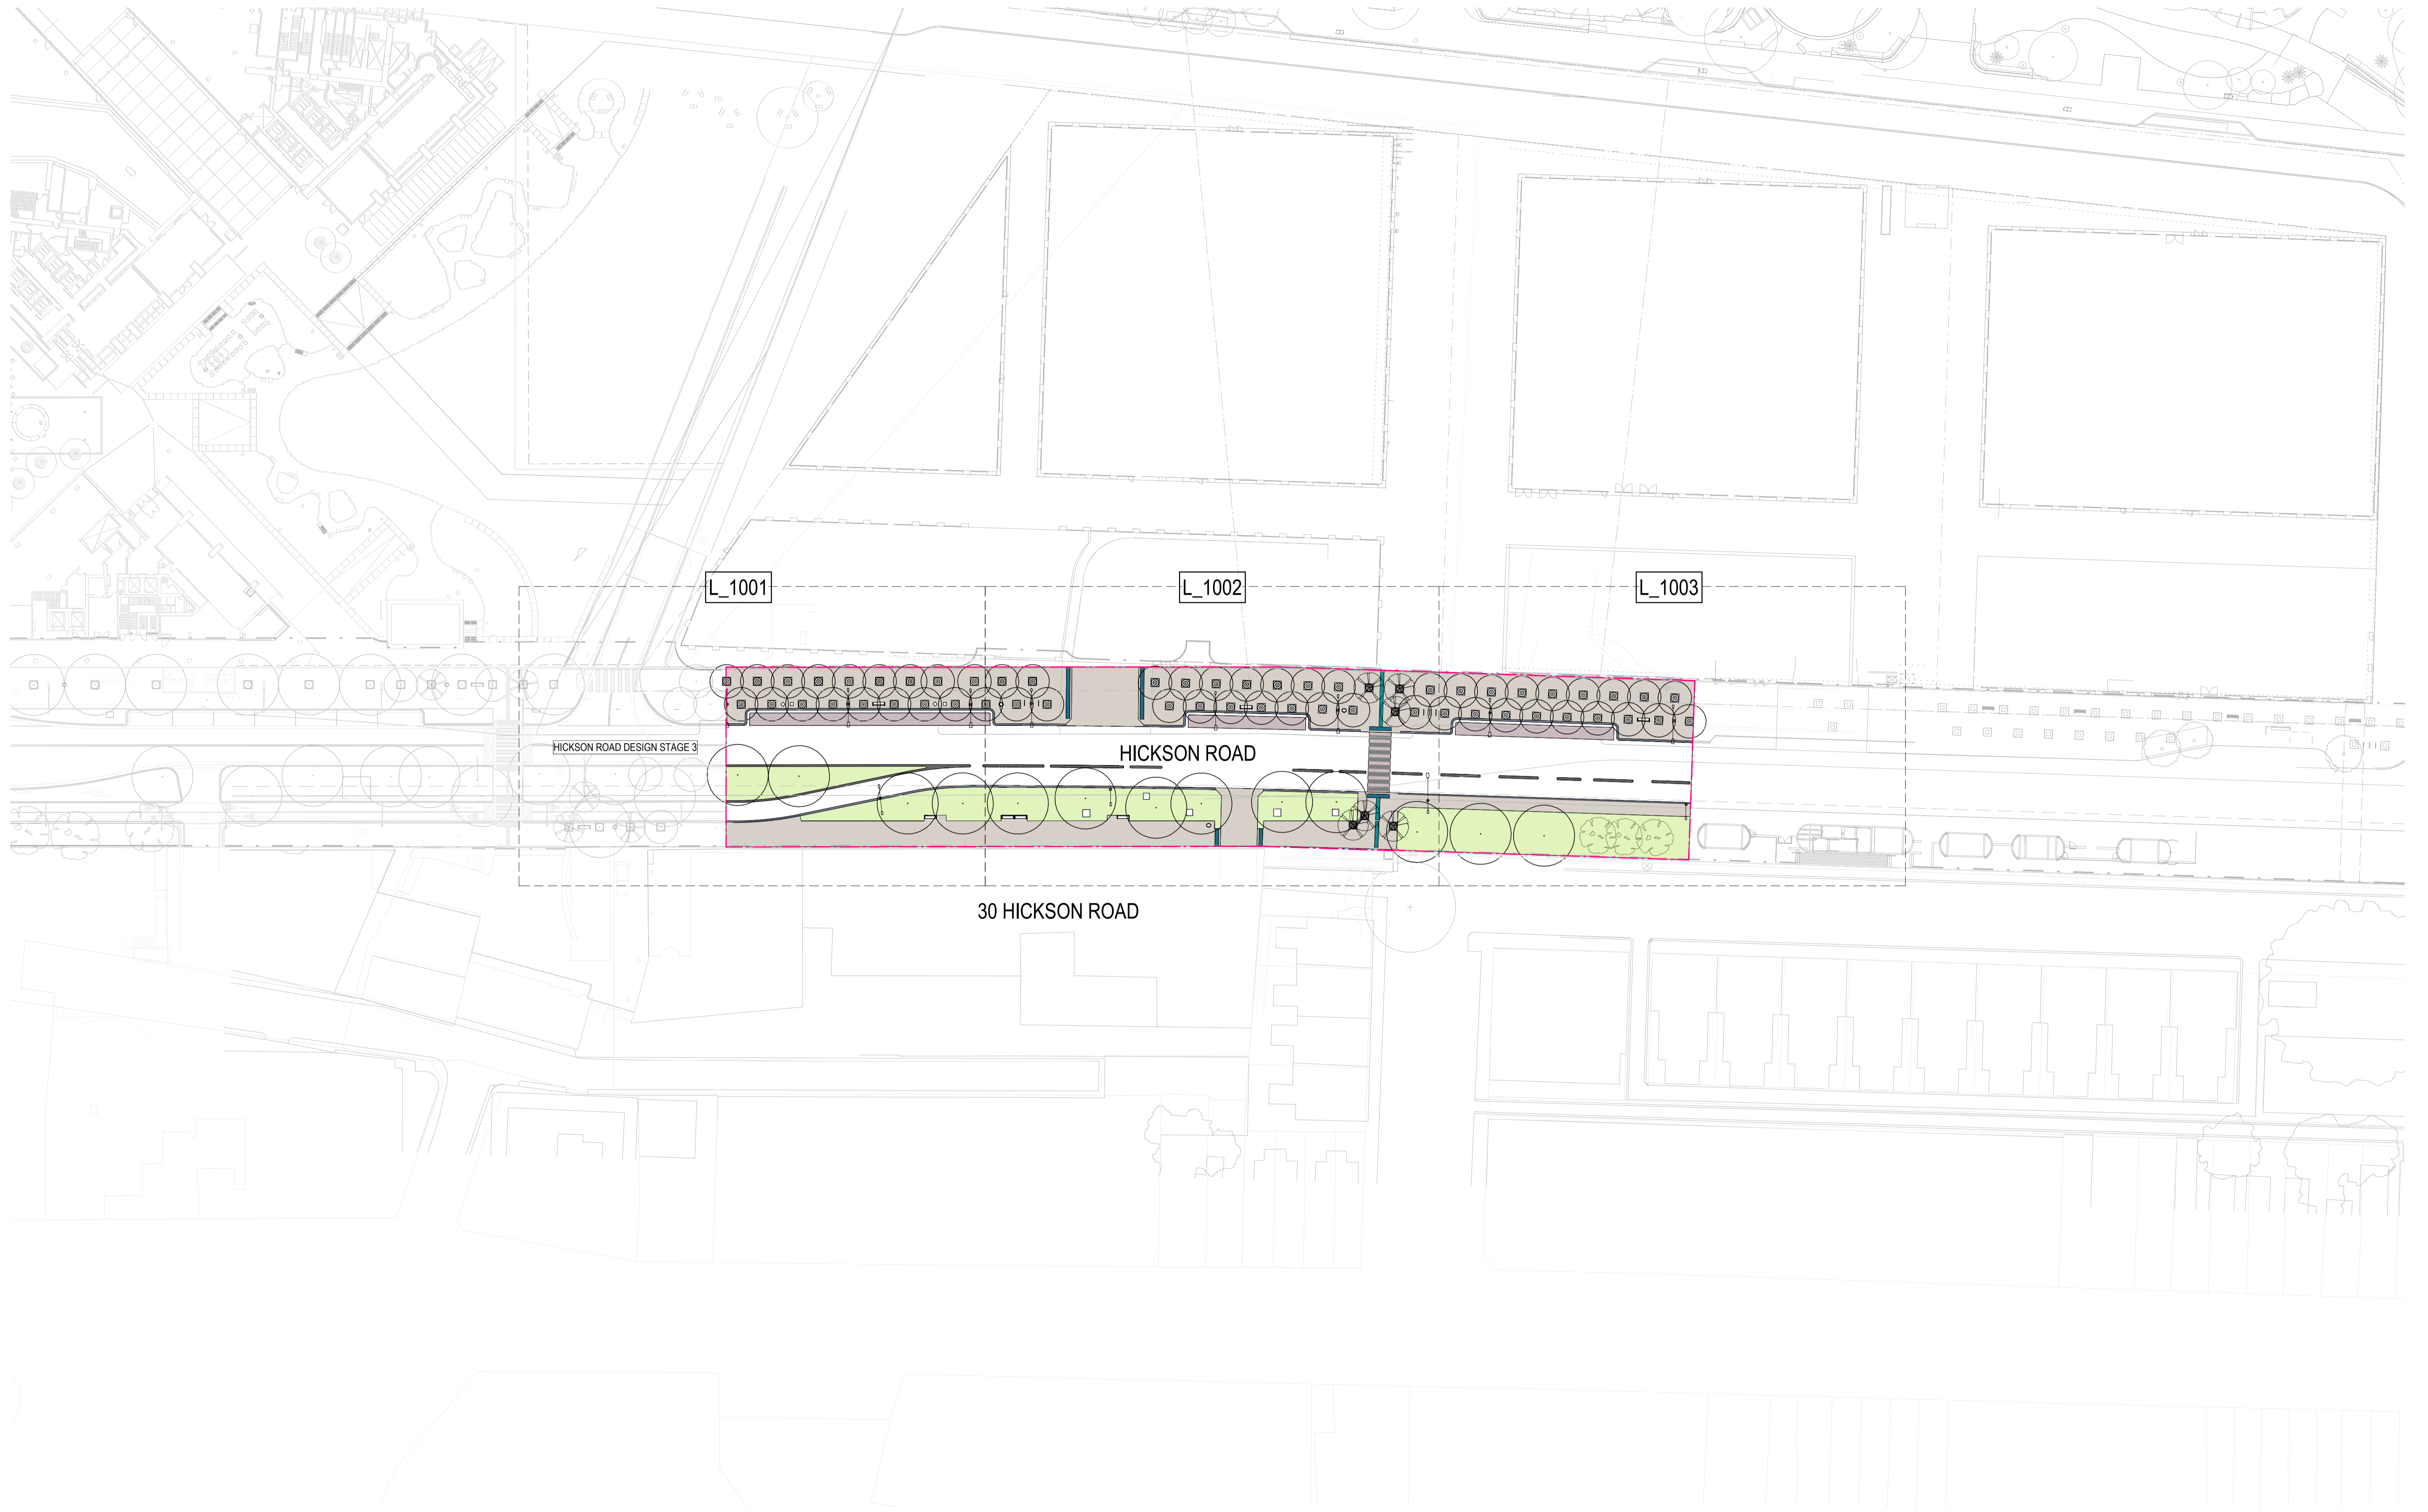 L_1001
L_1002
L_1003
HICKSON ROAD DESIGN STAGE 3
HICKSON ROAD
30 HICKSON ROAD